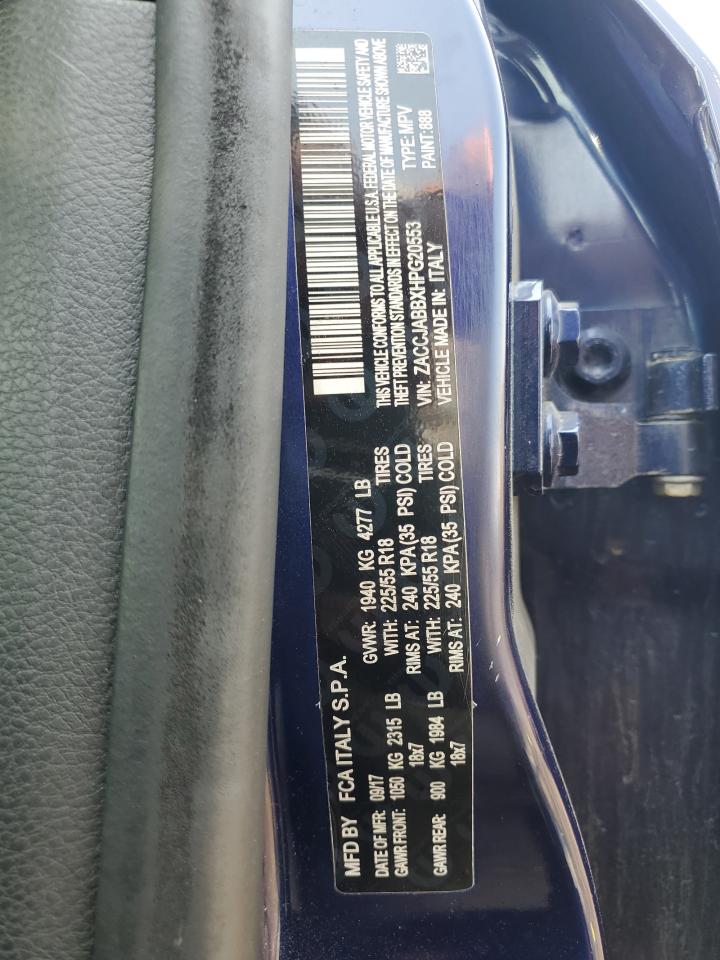 MFD BY FCA ITALY S.P.A.
DATE OF MFR: 09/17 GVWR: 1940 KG 4277 LB
GAWR FRONT: 1050 KG 2315 LB WITH: 225/55 R18 TIRES
18x7 RIMS AT: 240 KPA(35 PSI) COLD
GAWR REAR: 900 KG 1984 LB WITH: 225/55 R18 TIRES
18x7 RIMS AT: 240 KPA(35 PSI) COLD
THIS VEHICLE CONFORMS TO ALL APPLICABLE U.S.A. FEDERAL MOTOR VEHICLE SAFETY AND
THEFT PREVENTION STANDARDS IN EFFECT ON THE DATE OF MANUFACTURE SHOWN ABOVE
VIN: ZACCJABBXHPG20553 TYPE: MPV
VEHICLE MADE IN: ITALY PAINT: 888